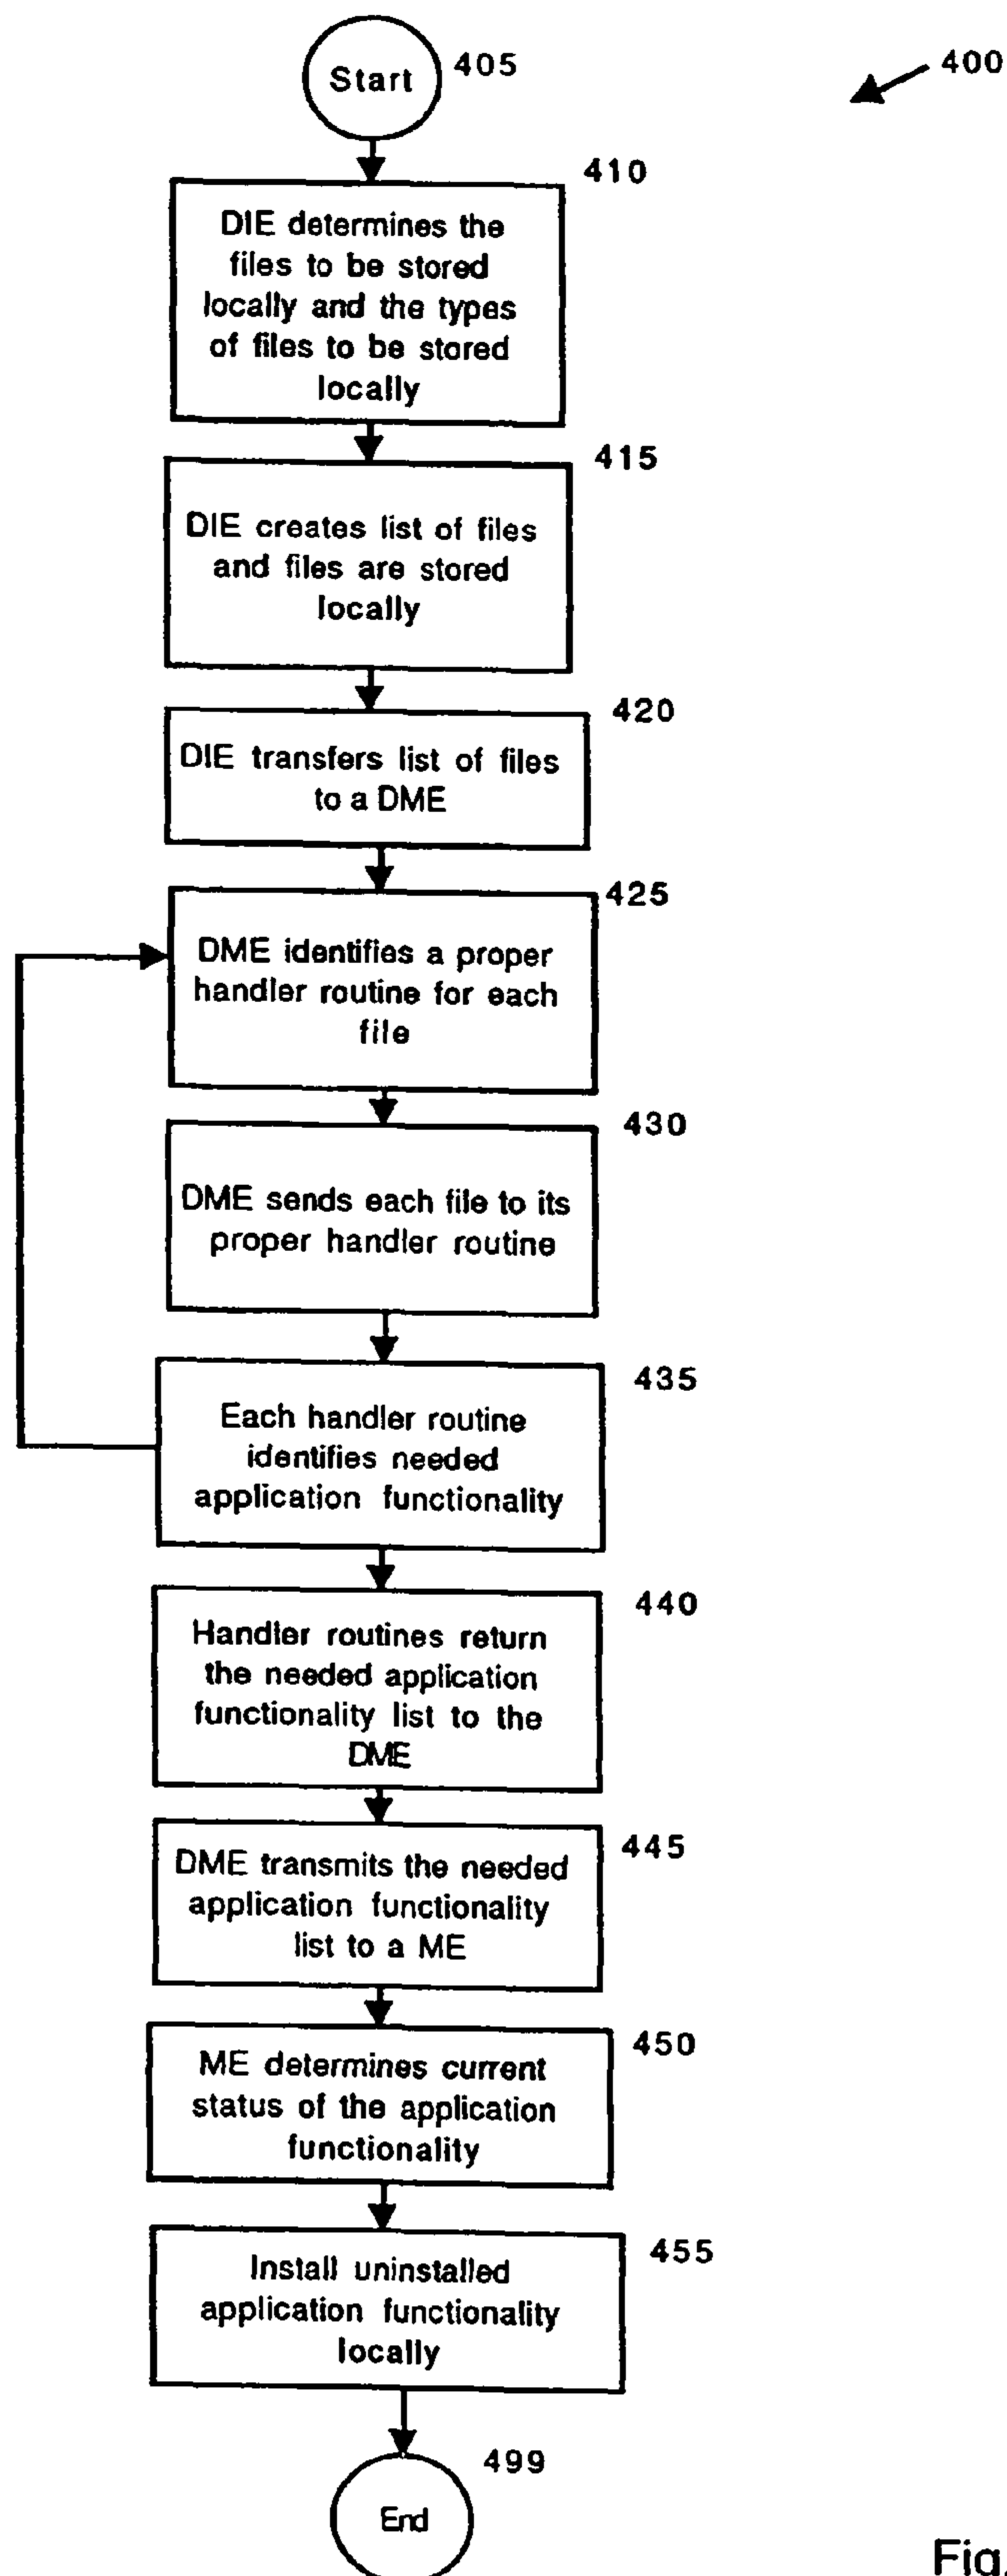 Start
405
400
410
DIE determines the
files to be stored
locally and the types
of files to be stored
locally
415
DIE creates list of files
and files are stored
locally
420
DIE transfers list of files
to a DME
425
DME identifies a proper
handler routine for each
file
430
DME sends each file to its
proper handler routine
435
Each handler routine
identifies needed
application functionality
440
Handler routines return
the needed application
functionality list to the
DME
445
DME transmits the needed
application functionality
list to a ME
450
ME determines current
status of the application
functionality
455
Install uninstalled
application functionality
locally
499
End
Fig.